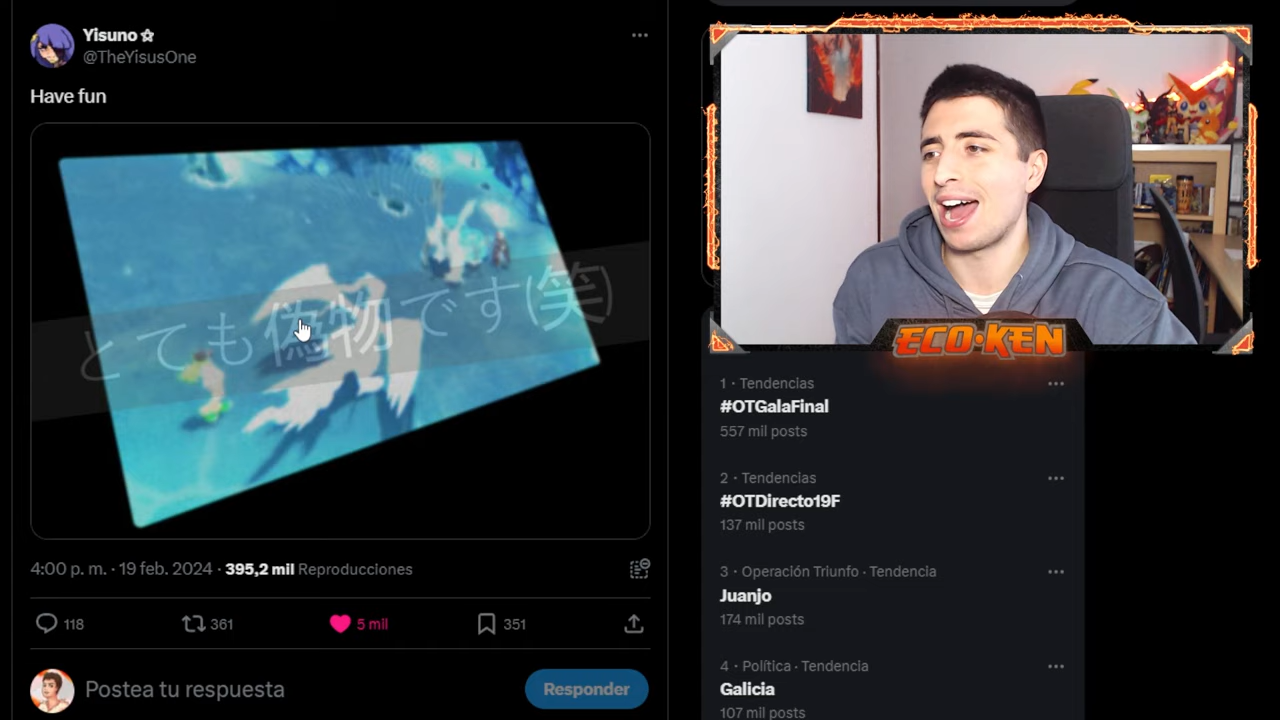 Yisuno ☆
@TheYisusOne
Have fun
とても偽物です(笑)
4:00 p. m. · 19 feb. 2024 · 395,2 mil Reproducciones
118
361
5 mil
351
Postea tu respuesta
Responder
ECO·KEN
1 · Tendencias
#OTGalaFinal
557 mil posts
2 · Tendencias
#OTDirecto19F
137 mil posts
3 · Operación Triunfo · Tendencia
Juanjo
174 mil posts
4 · Política · Tendencia
Galicia
107 mil posts